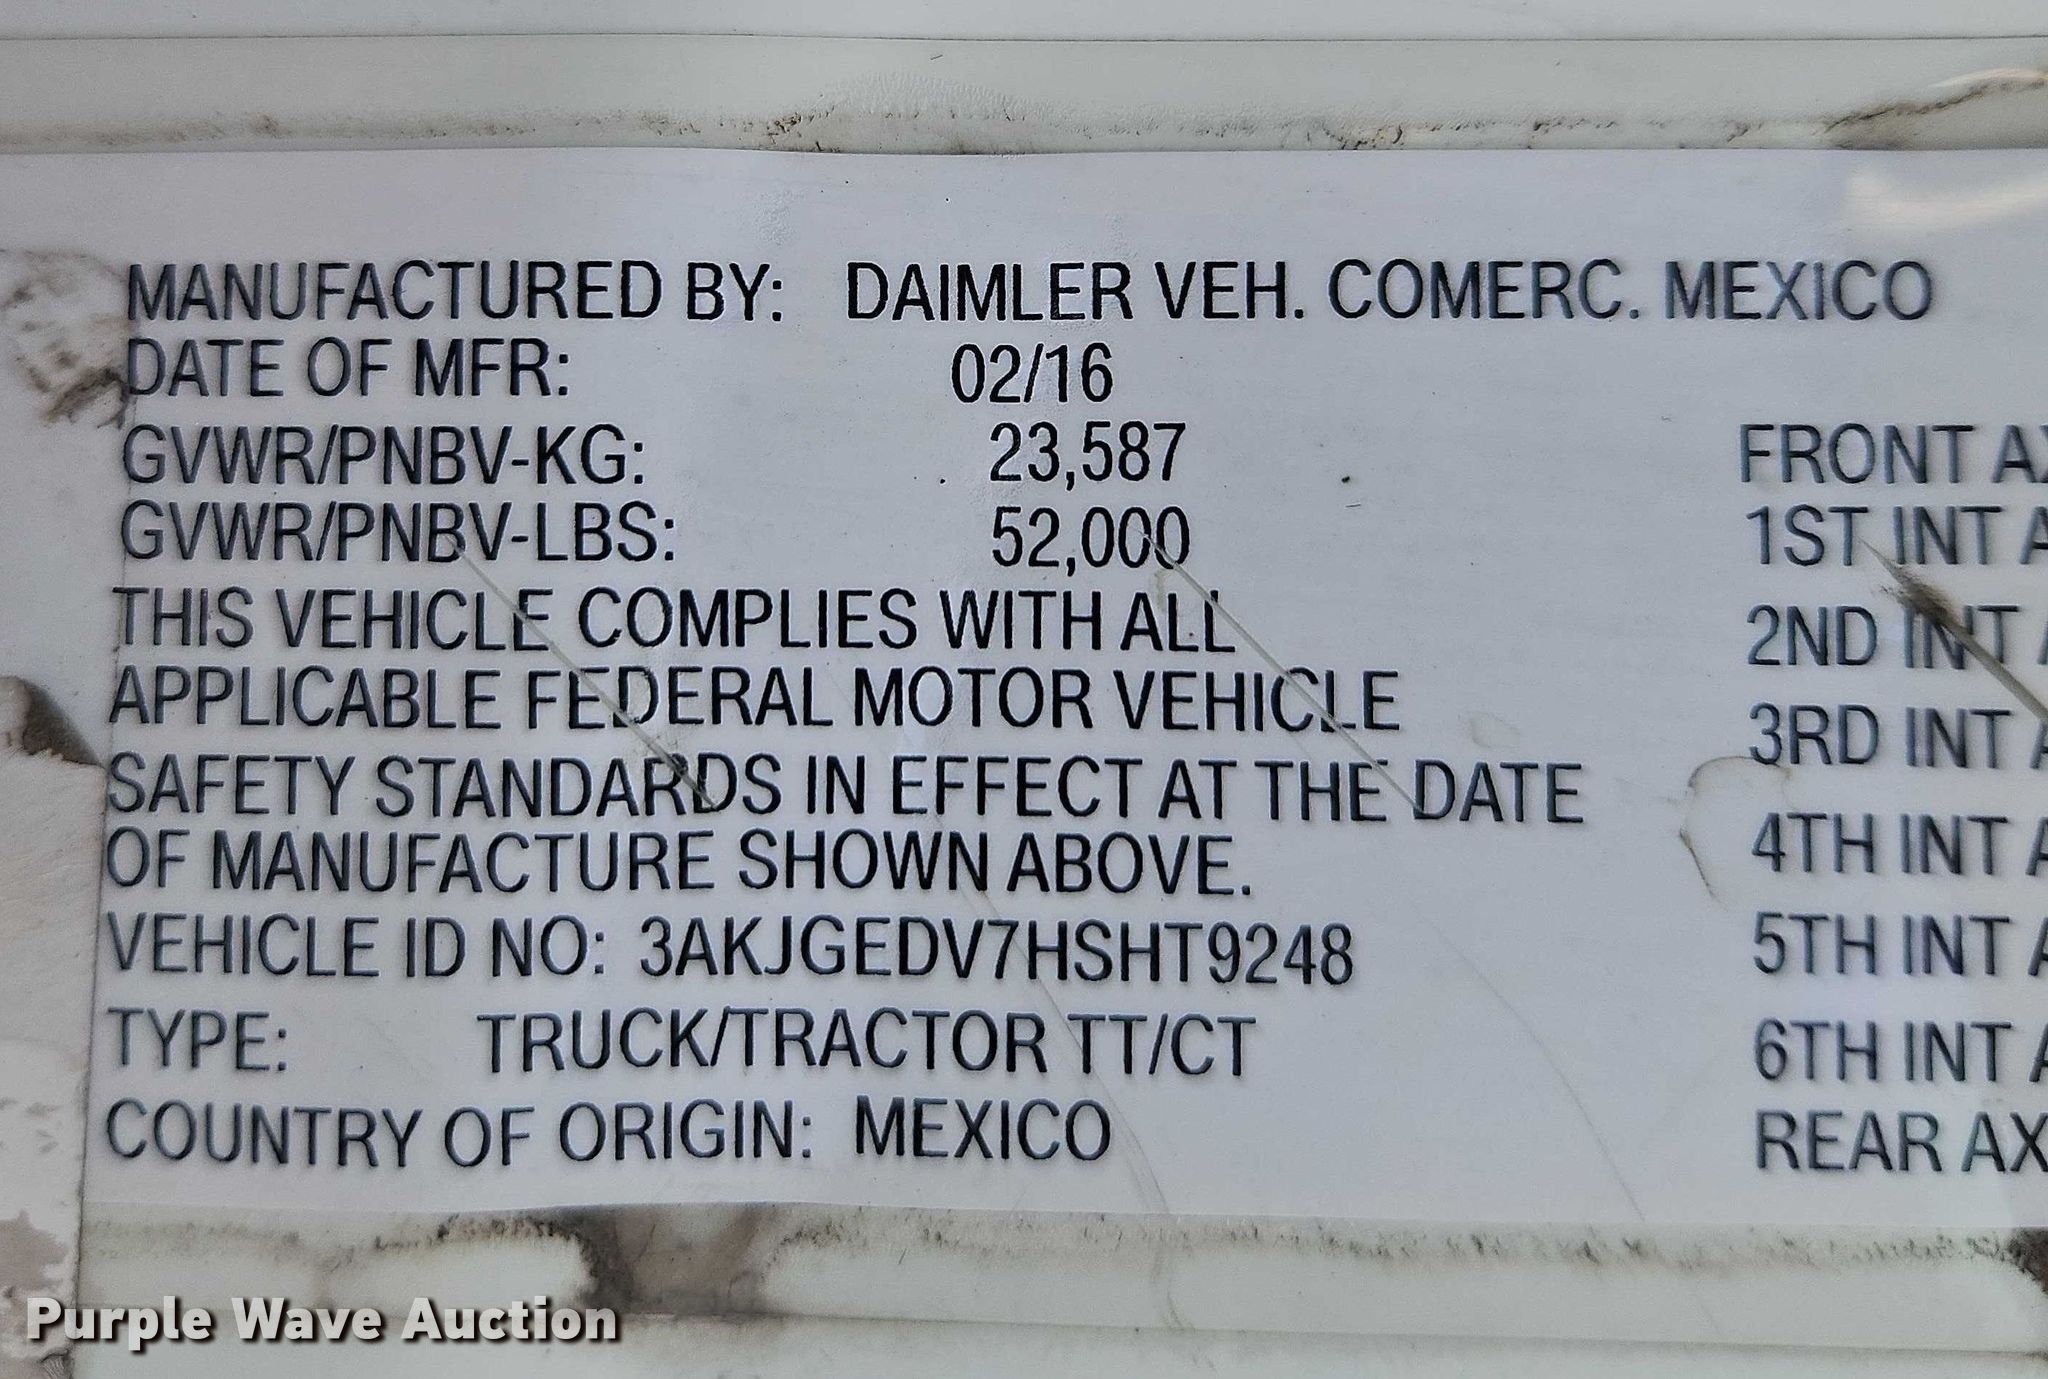 MANUFACTURED BY: DAIMLER VEH. COMERC. MEXICO
DATE OF MFR: 02/16
GVWR/PNBV-KG: 23,587
GVWR/PNBV-LBS: 52,000
THIS VEHICLE COMPLIES WITH ALL
APPLICABLE FEDERAL MOTOR VEHICLE
SAFETY STANDARDS IN EFFECT AT THE DATE
OF MANUFACTURE SHOWN ABOVE.
VEHICLE ID NO: 3AKJGEDV7HSHT9248
TYPE: TRUCK/TRACTOR TT/CT
COUNTRY OF ORIGIN: MEXICO
FRONT
1ST INT
2ND INT
3RD INT
4TH INT
5TH INT
6TH INT
REAR
Purple Wave Auction